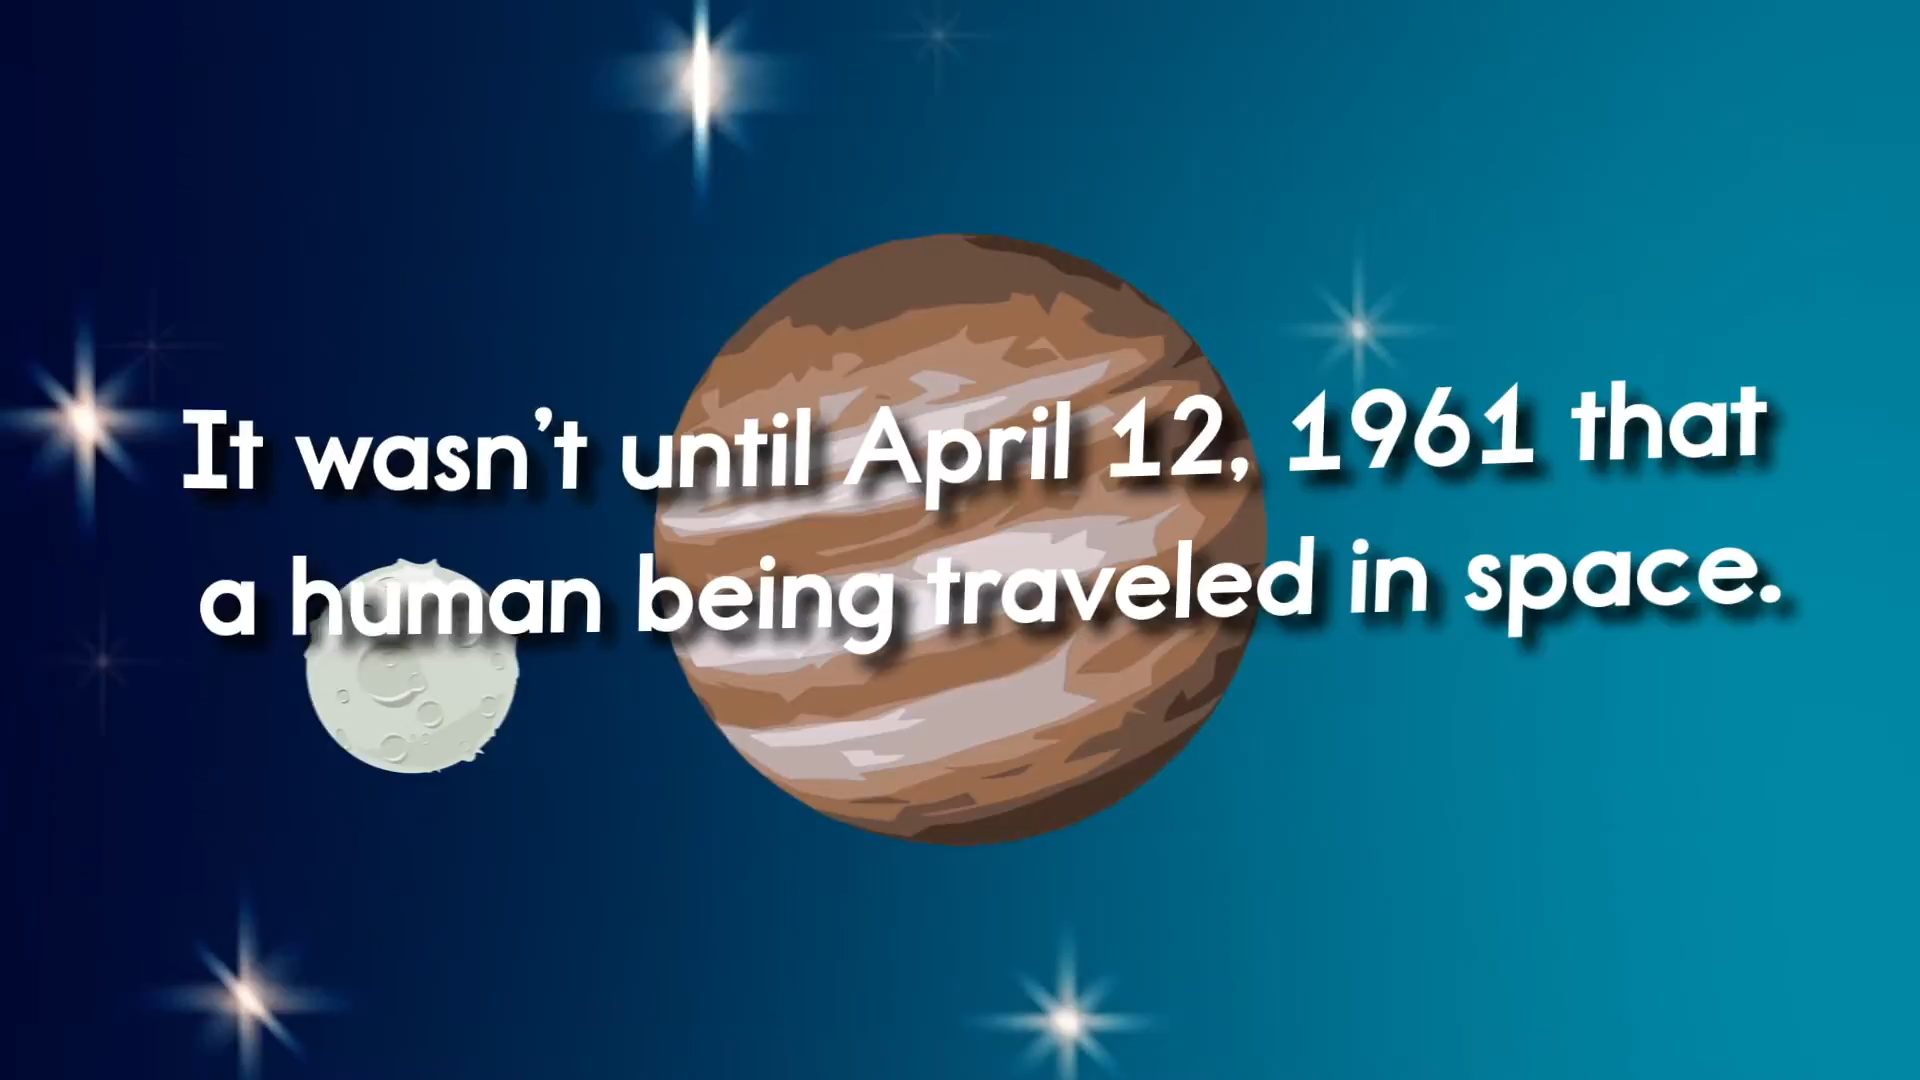 It wasn’t until April 12, 1961 that
a human being traveled in space.